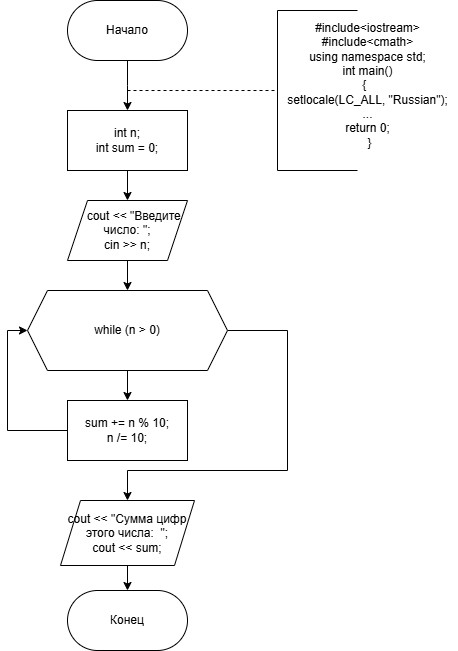 Начало
#include<iostream>
#include<cmath>
using namespace std;
int main()
{
setlocale(LC_ALL, "Russian");
...
return 0;
}
int n;
int sum = 0;
cout << "Введите
число: ";
cin >> n;
while (n > 0)
sum += n % 10;
n /= 10;
cout << "Сумма цифр
этого числа:  ";
cout << sum;
Конец